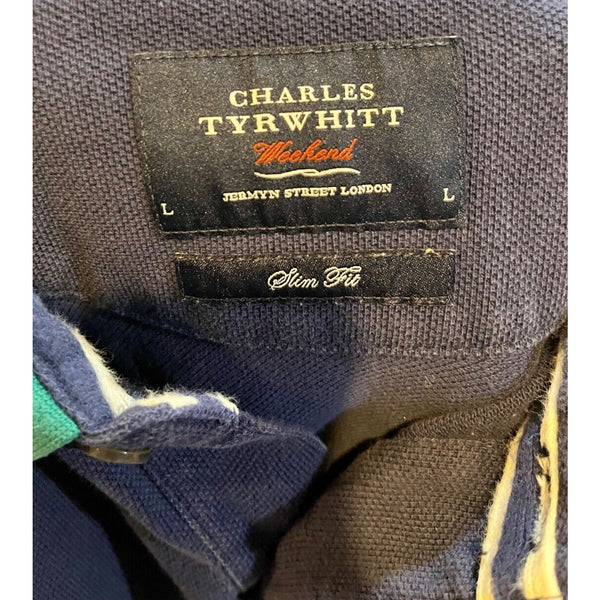 CHARLES
TYRWHITT
Weekend
JERMYN STREET LONDON
L L
Slim Fit